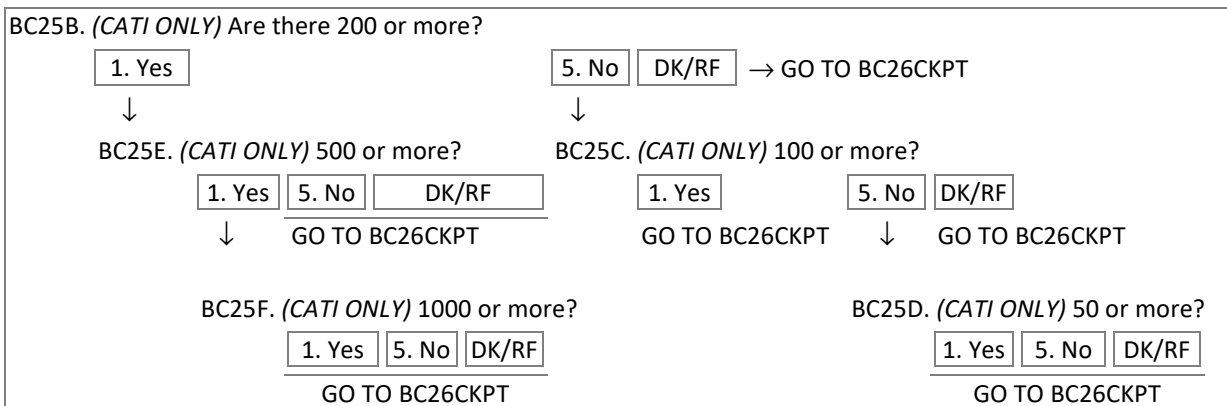 BC25B. (CATI ONLY) Are there 200 or more?
1. Yes 5. No DK/RF → GO TO BC26CKPT
↓ ↓
BC25E. (CATI ONLY) 500 or more? BC25C. (CATI ONLY) 100 or more?
1. Yes 5. No DK/RF 1. Yes 5. No DK/RF
↓ GO TO BC26CKPT GO TO BC26CKPT ↓ GO TO BC26CKPT
BC25F. (CATI ONLY) 1000 or more? BC25D. (CATI ONLY) 50 or more?
1. Yes 5. No DK/RF 1. Yes 5. No DK/RF
GO TO BC26CKPT GO TO BC26CKPT